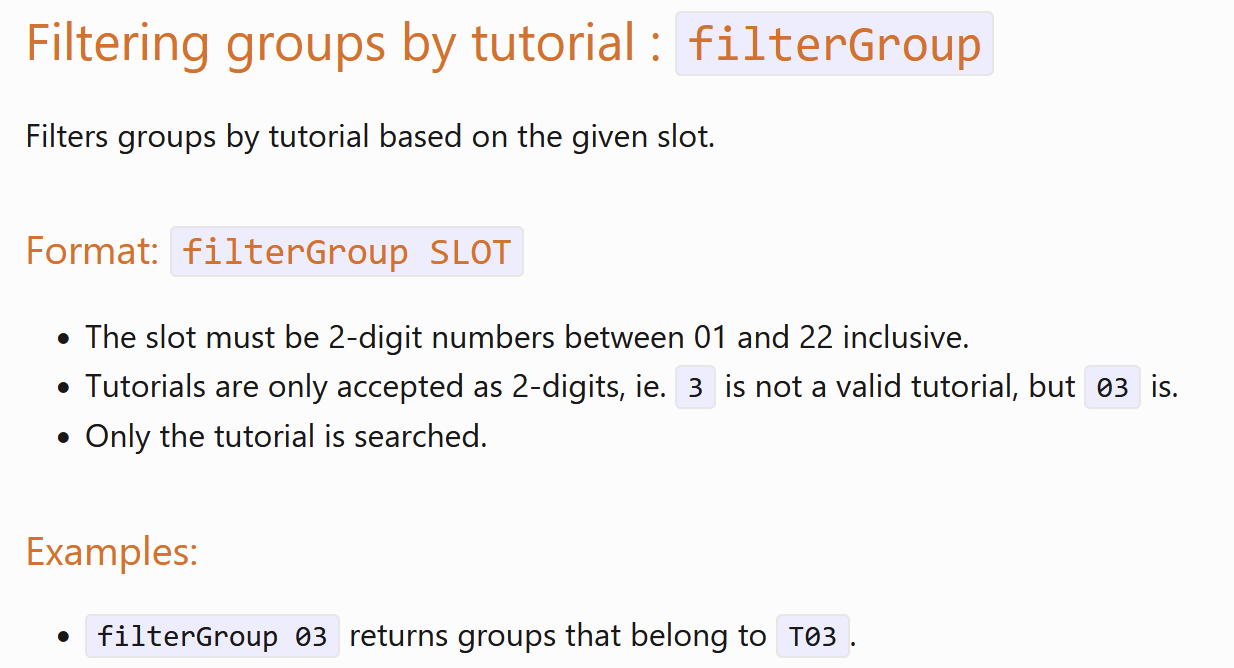 Filtering groups by tutorial : filterGroup
Filters groups by tutorial based on the given slot.
Format: filterGroup SLOT
• The slot must be 2-digit numbers between 01 and 22 inclusive.
• Tutorials are only accepted as 2-digits, ie. 3 is not a valid tutorial, but 03 is.
• Only the tutorial is searched.
Examples:
• filterGroup 03 returns groups that belong to T03.